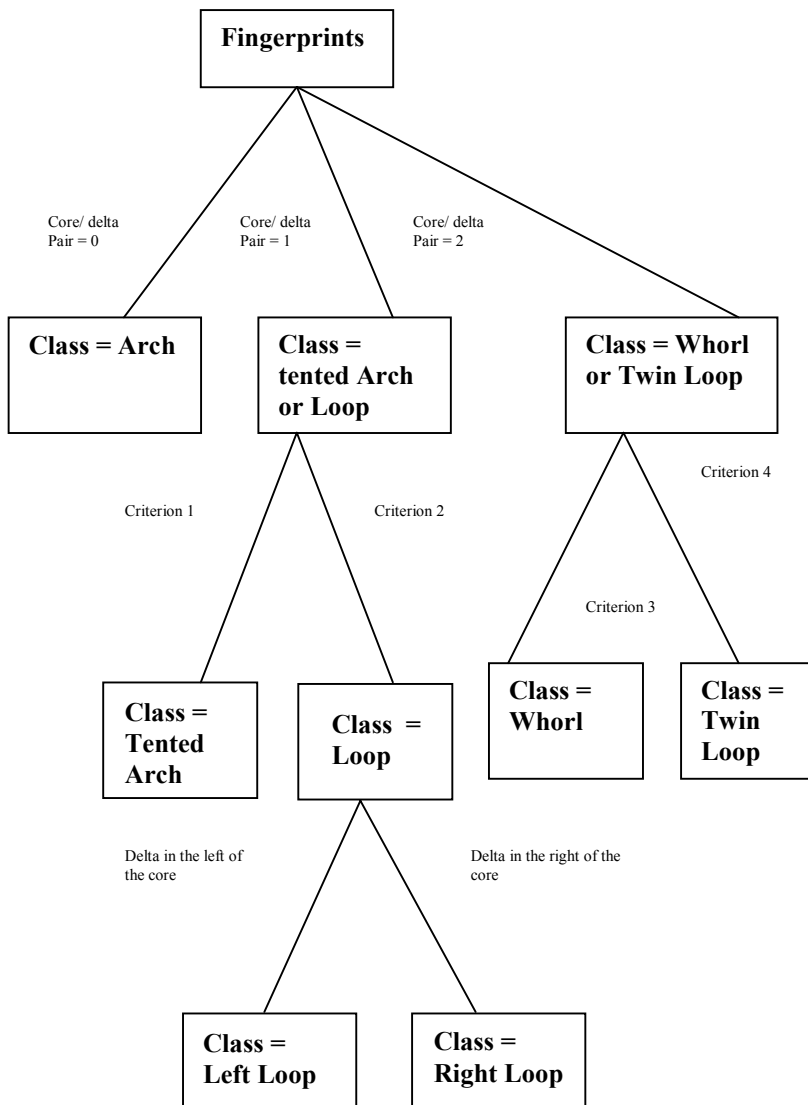 Fingerprints
Core/ delta
Pair = 0
Core/ delta
Pair = 1
Core/ delta
Pair = 2
Class = Arch
Class =
tented Arch
or Loop
Class = Whorl
or Twin Loop
Criterion 1
Criterion 2
Criterion 4
Criterion 3
Class =
Tented
Arch
Class =
Loop
Class =
Whorl
Class =
Twin
Loop
Delta in the left of
the core
Delta in the right of the
core
Class =
Left Loop
Class =
Right Loop